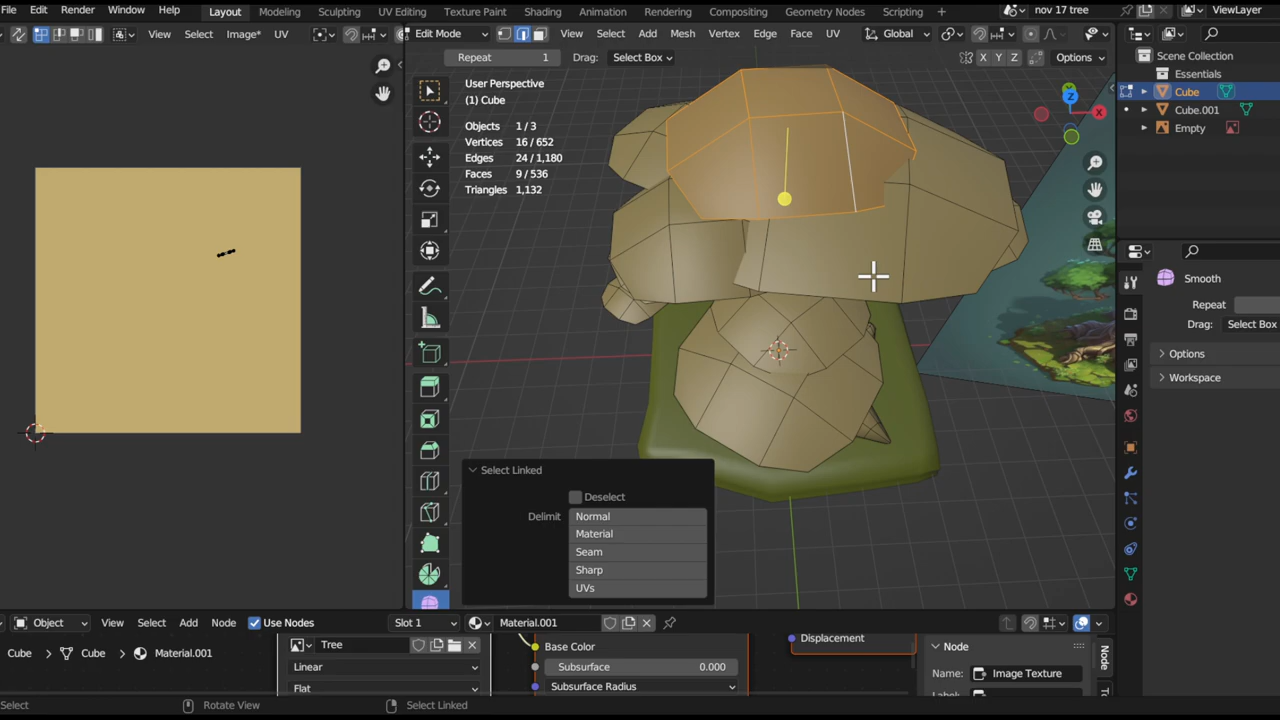 File Edit Render Window Help Layout Modeling Sculpting UV Editing Texture Paint Shading Animation Rendering Compositing Geometry Nodes Scripting + nov 17 tree ViewLayer
View Select Image* UV
Edit Mode View Select Add Mesh Vertex Edge Face UV Global
Repeat 1 Drag: Select Box X Y Z Options
Scene Collection
Essentials
Cube
Cube.001
Empty
User Perspective
(1) Cube
Objects 1/3
Vertices 16/652
Edges 24/1,180
Faces 9/536
Triangles 1,132
Z
X
Smooth
Repeat
Drag: Select Box
Options
Workspace
Select Linked
Deselect
Delimit Normal
Material
Seam
Sharp
UVs
Object View Select Add Node Use Nodes Slot 1 Material.001
Cube Cube Material.001
Tree
Linear
Flat
Base Color
Subsurface 0.000
Subsurface Radius
Displacement
Node
Name: Image Texture
Node
Select Rotate View Select Linked